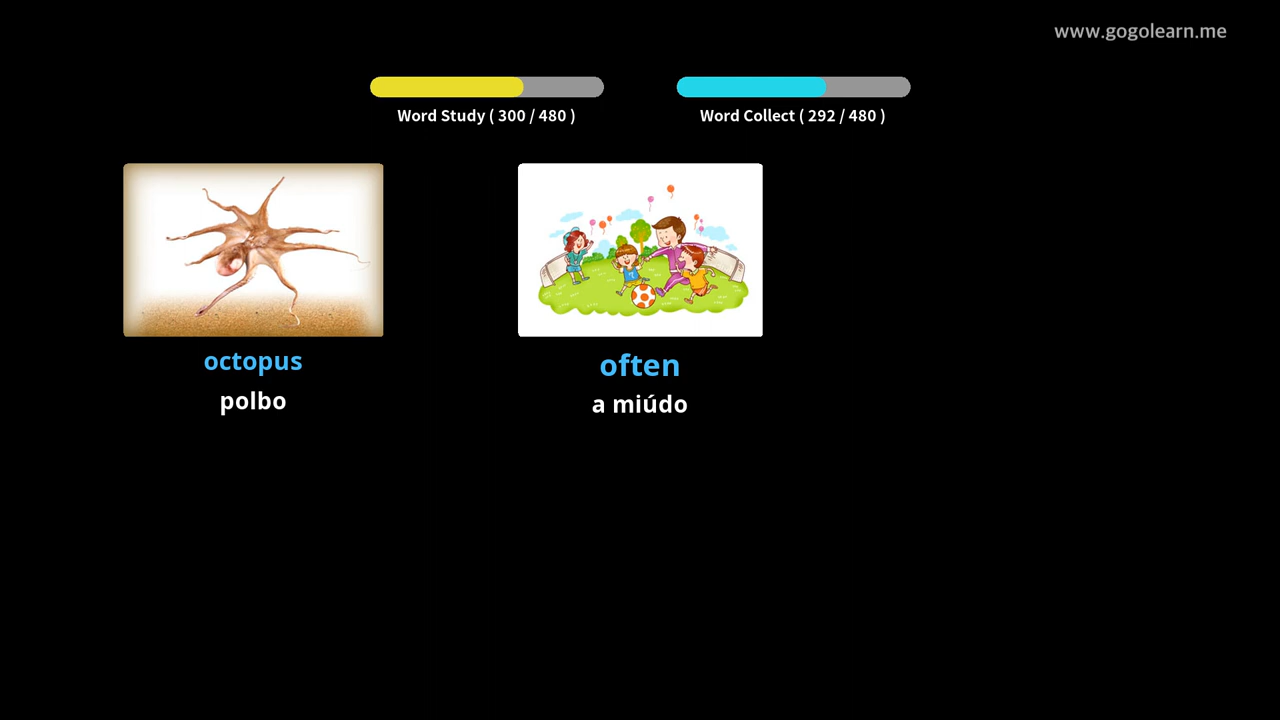 www.gogolearn.me
Word Study ( 300 / 480 )
Word Collect ( 292 / 480 )
octopus
polbo
often
a miúdo